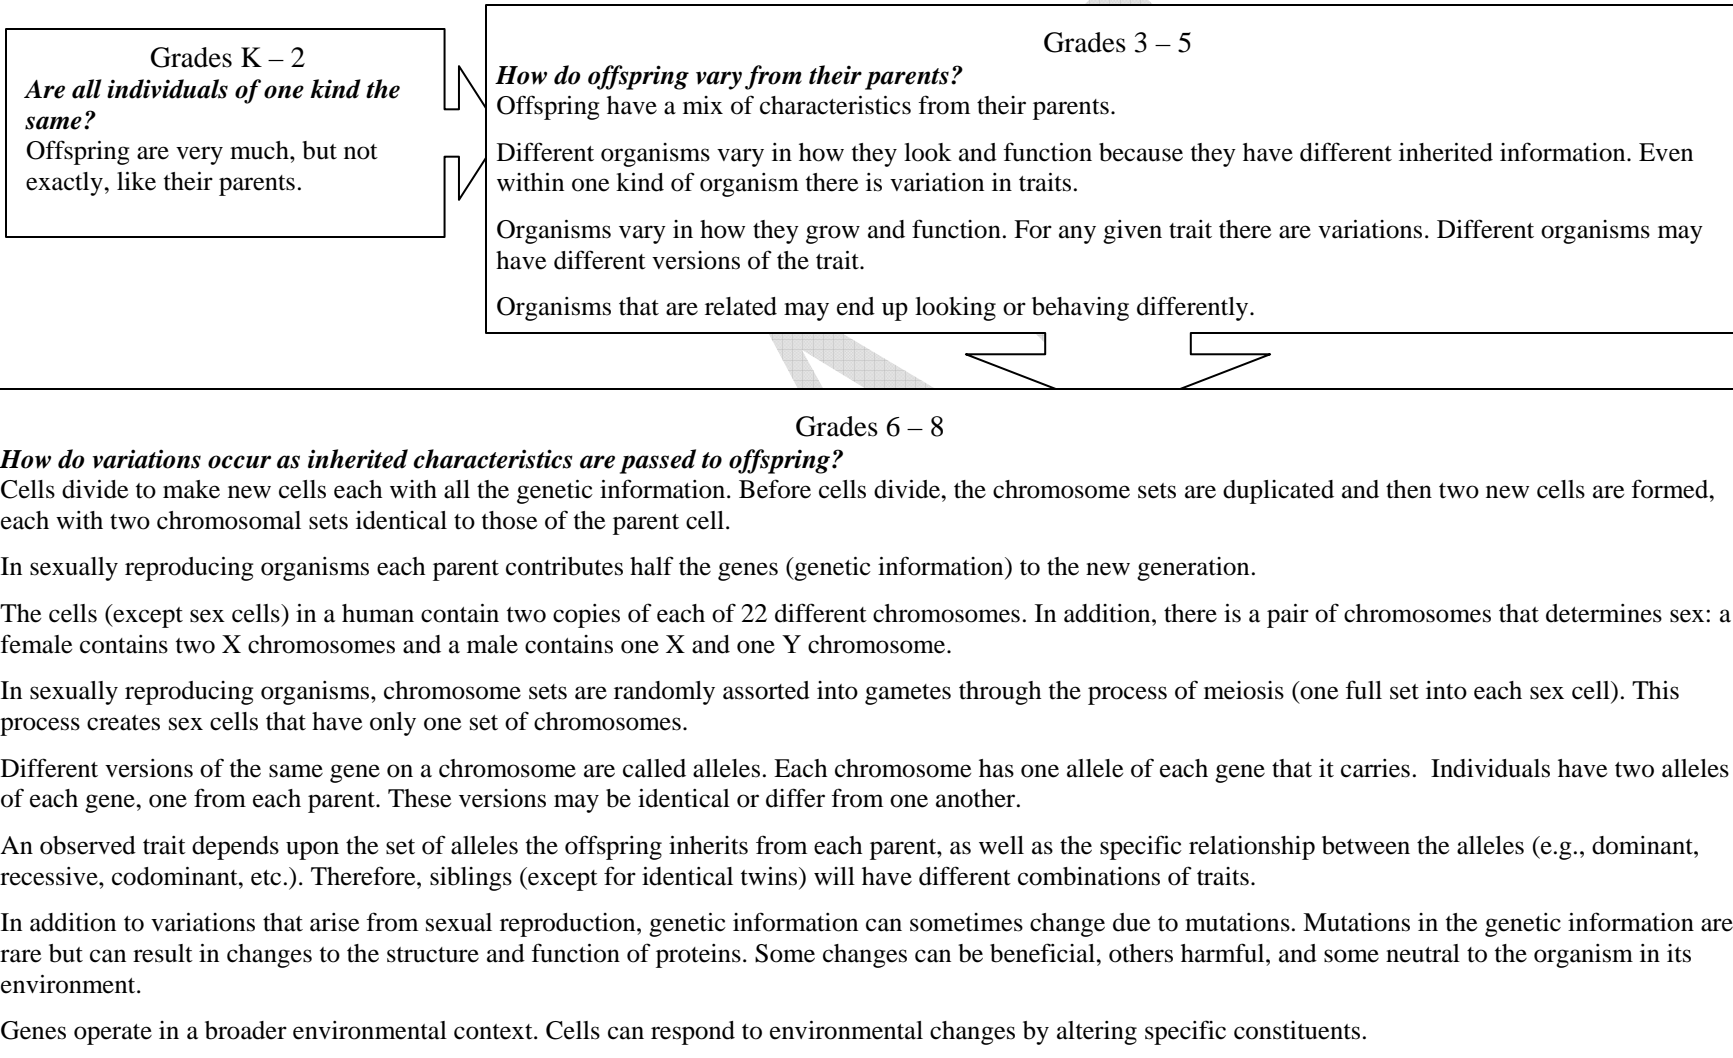 Grades K – 2
Are all individuals of one kind the
same?
Offspring are very much, but not
exactly, like their parents.
Grades 3 – 5
How do offspring vary from their parents?
Offspring have a mix of characteristics from their parents.
Different organisms vary in how they look and function because they have different inherited information. Even
within one kind of organism there is variation in traits.
Organisms vary in how they grow and function. For any given trait there are variations. Different organisms may
have different versions of the trait.
Organisms that are related may end up looking or behaving differently.
Grades 6 – 8
How do variations occur as inherited characteristics are passed to offspring?
Cells divide to make new cells each with all the genetic information. Before cells divide, the chromosome sets are duplicated and then two new cells are formed,
each with two chromosomal sets identical to those of the parent cell.
In sexually reproducing organisms each parent contributes half the genes (genetic information) to the new generation.
The cells (except sex cells) in a human contain two copies of each of 22 different chromosomes. In addition, there is a pair of chromosomes that determines sex: a
female contains two X chromosomes and a male contains one X and one Y chromosome.
In sexually reproducing organisms, chromosome sets are randomly assorted into gametes through the process of meiosis (one full set into each sex cell). This
process creates sex cells that have only one set of chromosomes.
Different versions of the same gene on a chromosome are called alleles. Each chromosome has one allele of each gene that it carries.  Individuals have two alleles
of each gene, one from each parent. These versions may be identical or differ from one another.
An observed trait depends upon the set of alleles the offspring inherits from each parent, as well as the specific relationship between the alleles (e.g., dominant,
recessive, codominant, etc.). Therefore, siblings (except for identical twins) will have different combinations of traits.
In addition to variations that arise from sexual reproduction, genetic information can sometimes change due to mutations. Mutations in the genetic information are
rare but can result in changes to the structure and function of proteins. Some changes can be beneficial, others harmful, and some neutral to the organism in its
environment.
Genes operate in a broader environmental context. Cells can respond to environmental changes by altering specific constituents.